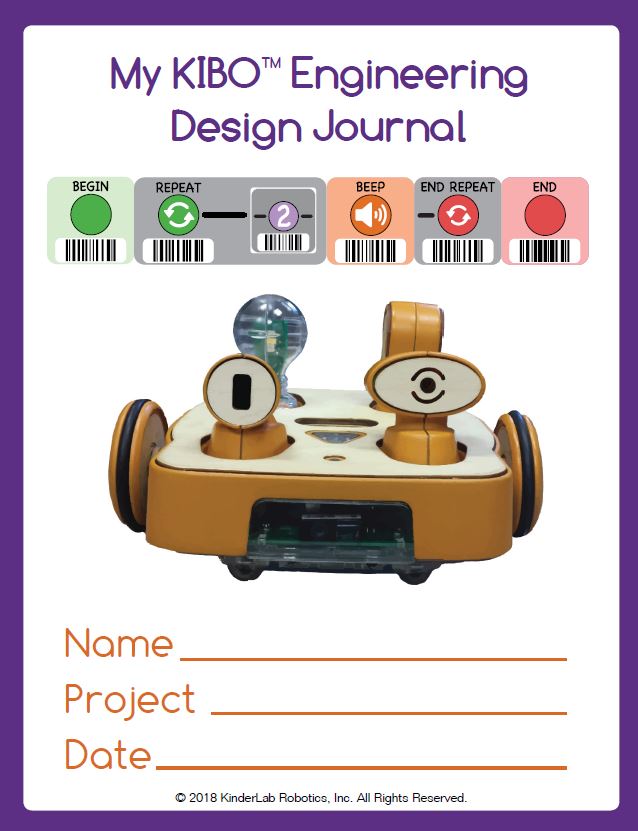 My KIBO™ Engineering
Design Journal
BEGIN REPEAT 2 BEEP END REPEAT END
Name
Project
Date
© 2018 KinderLab Robotics, Inc. All Rights Reserved.